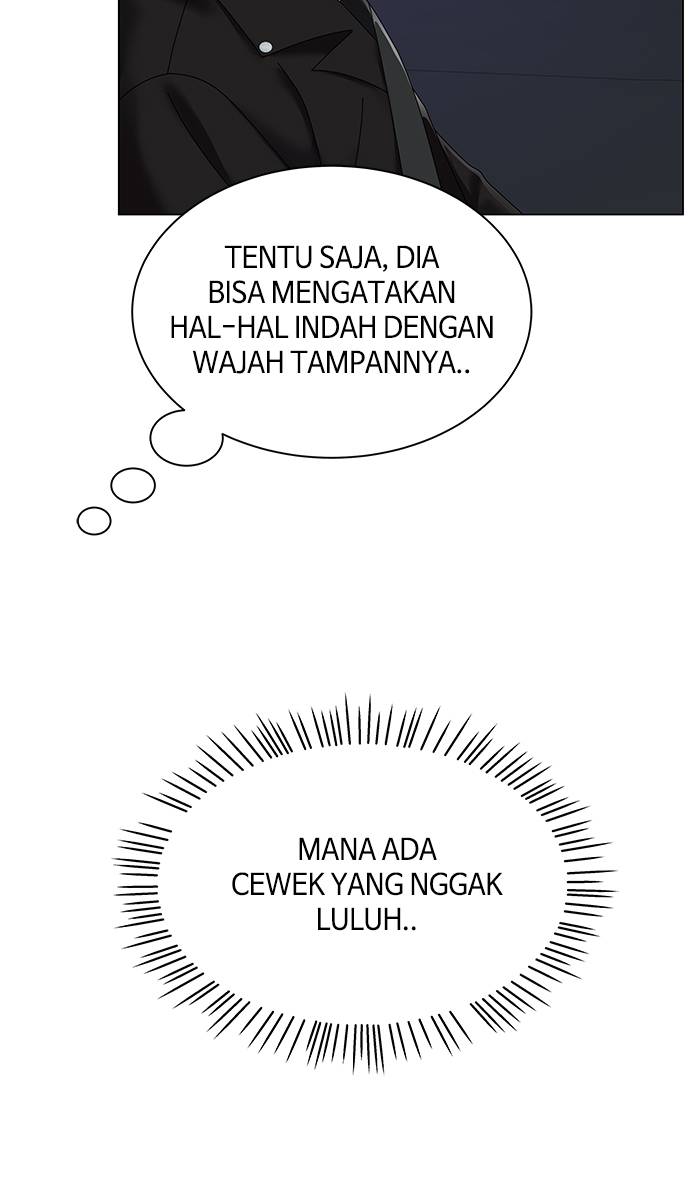 TENTU SAJA, DIA
BISA MENGATAKAN
HAL-HAL INDAH DENGAN
WAJAH TAMPANNYA..
MANA ADA
CEWEK YANG NGGAK
LULUH..